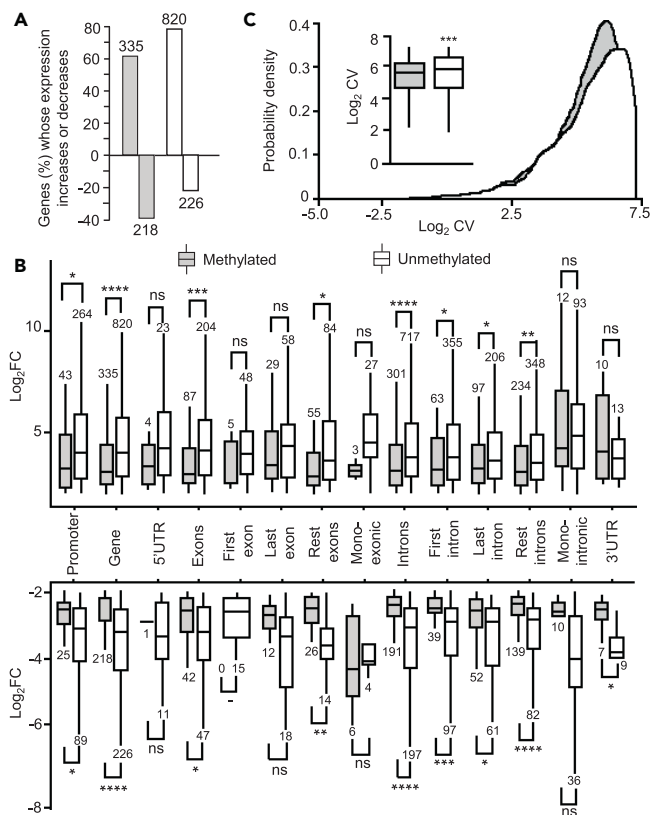 A
Genes (%) whose expression
increases or decreases
80
60
40
20
0
-20
-40
335
820
218
226
C
Probability density
0.4
0.3
0.2
0.1
0
-5.0
-2.5
2.5
7.5
Log2 CV
Log2 CV
8
6
4
2
0
***
Methylated
Unmethylated
B
Log2FC
10
5
*
43
264
****
335
820
ns
4
23
***
87
204
ns
5
48
ns
29
58
*
55
84
ns
3
27
****
301
717
*
63
355
*
97
206
**
234
348
ns
12
93
ns
10
13
Promoter
Gene
5'UTR
Exons
First
exon
Last
exon
Rest
exons
Mono-
exonic
Introns
First
intron
Last
intron
Rest
introns
Mono-
intronic
3'UTR
Log2FC
-2
-4
-6
-8
25
89
*
218
226
****
1
11
ns
42
47
*
0
15
-
12
18
ns
26
14
**
6
4
ns
191
197
****
39
97
***
52
61
*
139
82
****
10
36
ns
7
9
*